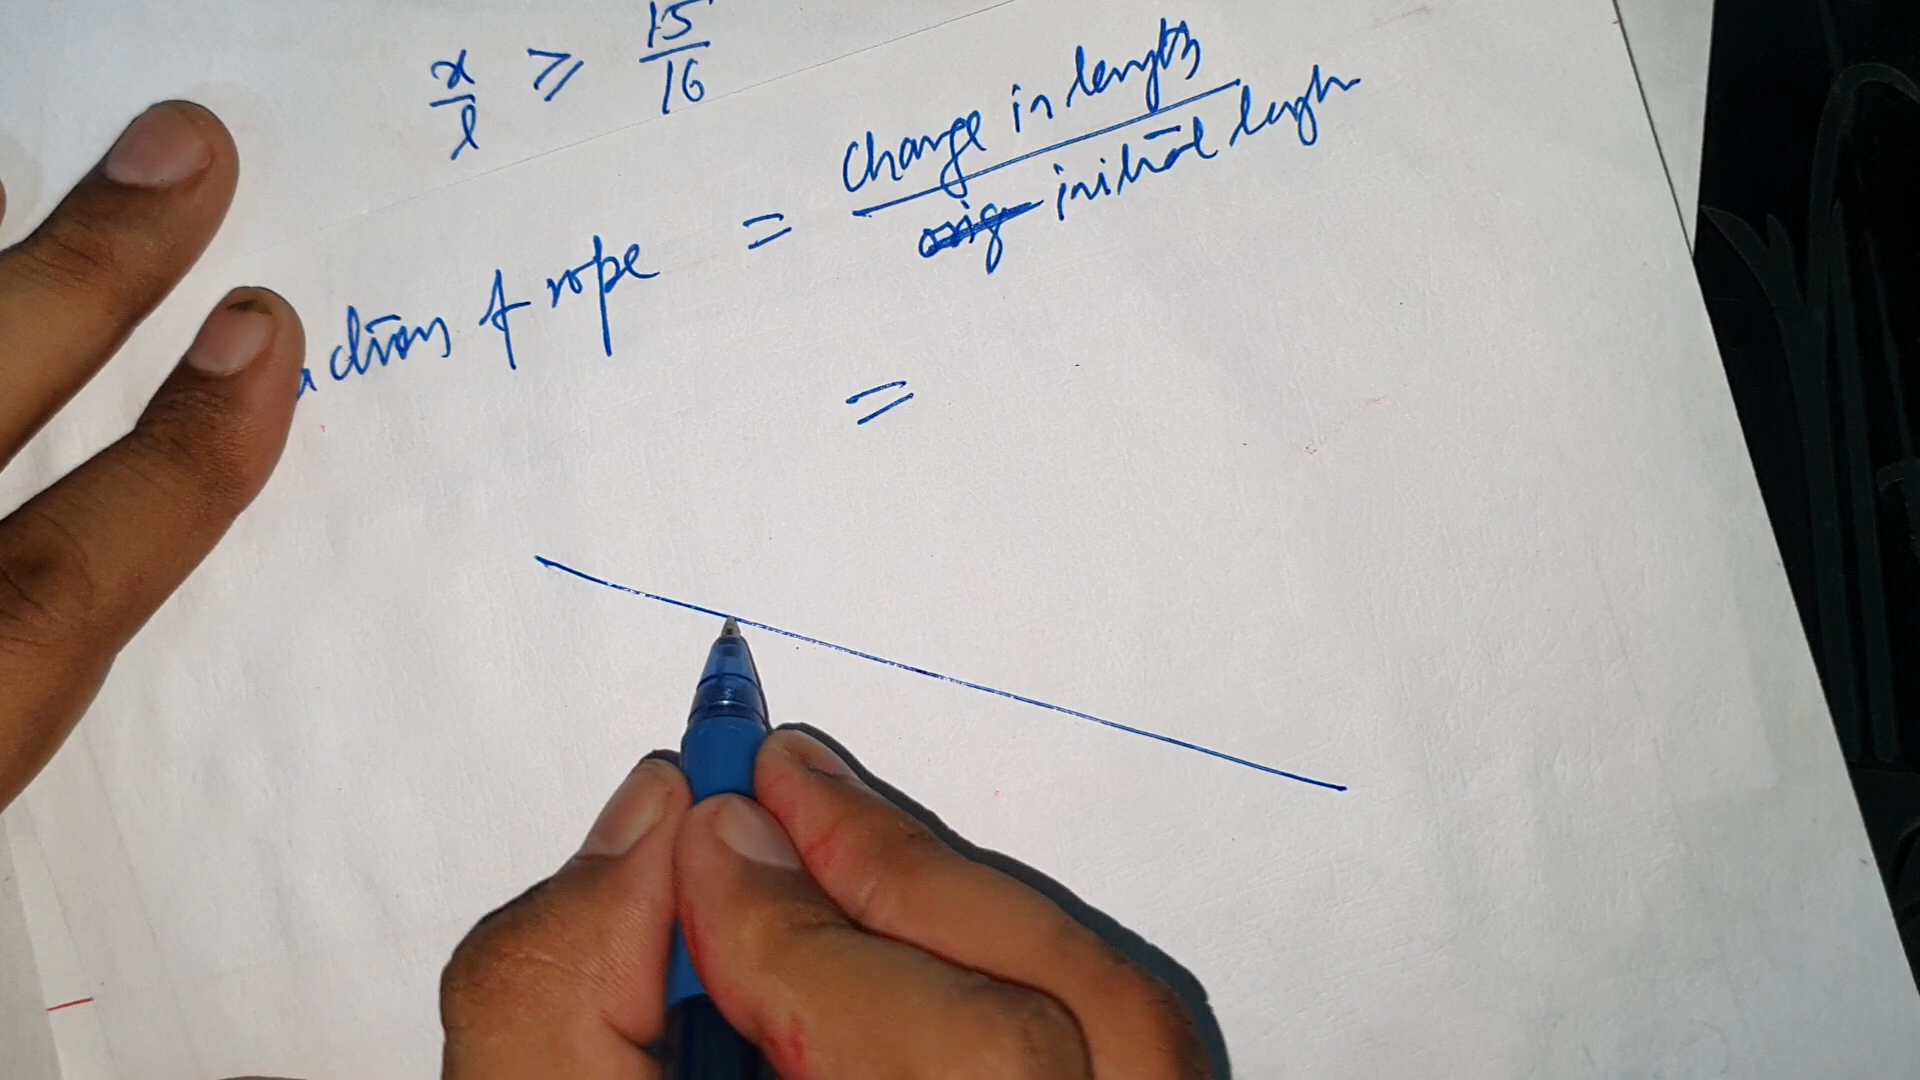 x/l ≥ 15/16
action of rope = change in length / initial length
=